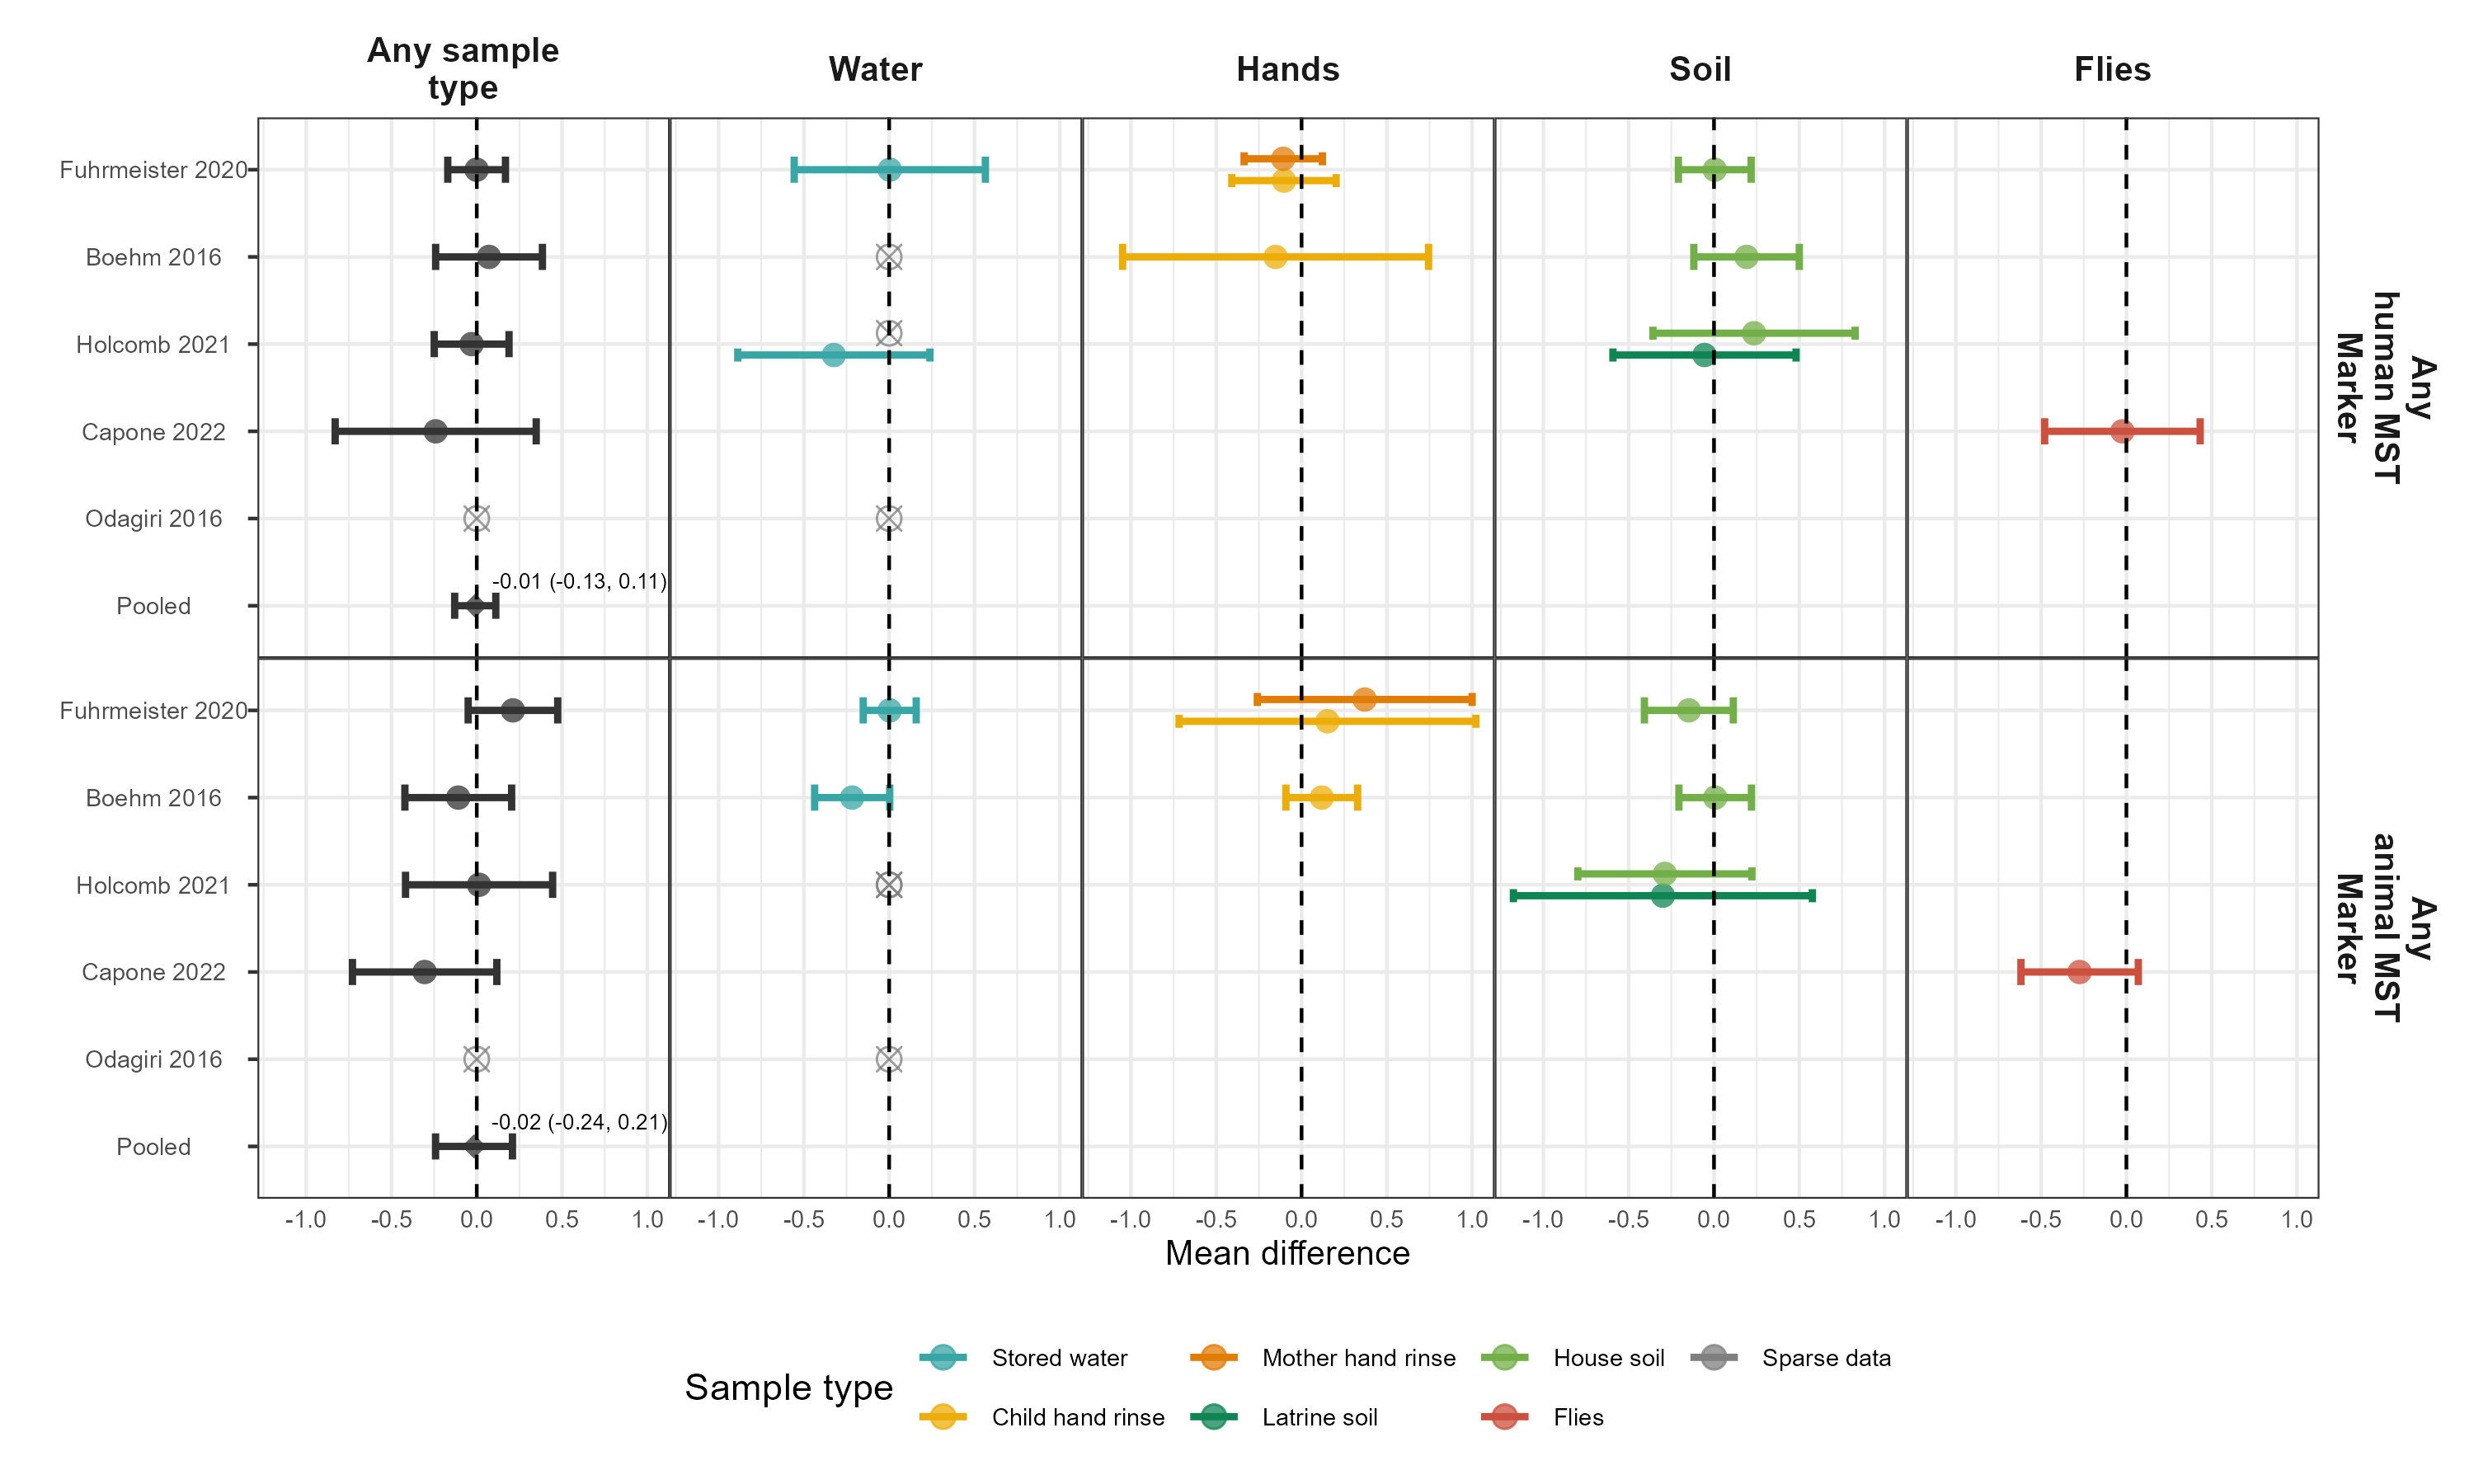 Any sample
type
Water
Hands
Soil
Flies
Fuhrmeister 2020
Boehm 2016
Holcomb 2021
Capone 2022
Odagiri 2016
Pooled
-0.01 (-0.13, 0.11)
Any
human MST
Marker
Fuhrmeister 2020
Boehm 2016
Holcomb 2021
Capone 2022
Odagiri 2016
Pooled
-0.02 (-0.24, 0.21)
Any
animal MST
Marker
-1.0 -0.5 0.0 0.5 1.0 -1.0 -0.5 0.0 0.5 1.0 -1.0 -0.5 0.0 0.5 1.0 -1.0 -0.5 0.0 0.5 1.0 -1.0 -0.5 0.0 0.5 1.0
Mean difference
Sample type
Stored water Mother hand rinse House soil Sparse data
Child hand rinse Latrine soil Flies